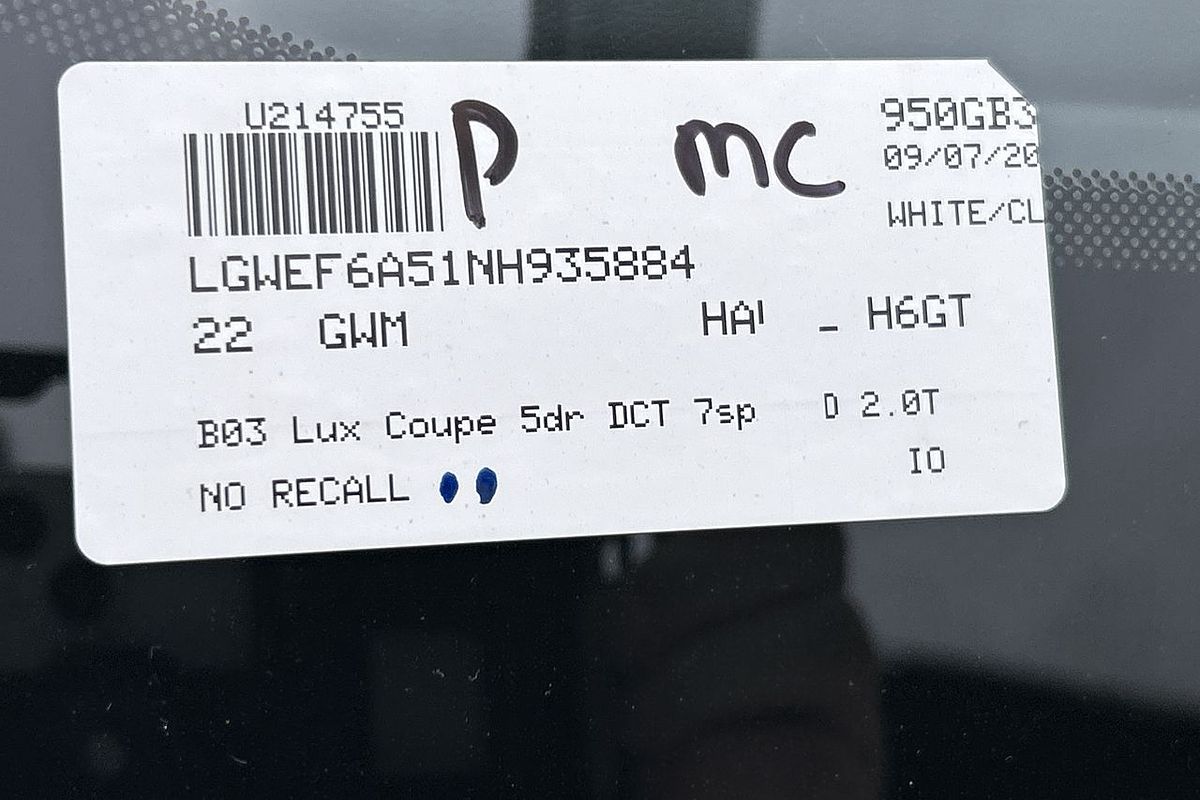 U214755 P mc 950GB3
09/07/20
WHITE/CL
LGWEF6A51NH935884
22 GWM H6GT
B03 Lux Coupe 5dr DCT 7sp D 2.0T
NO RECALL IO